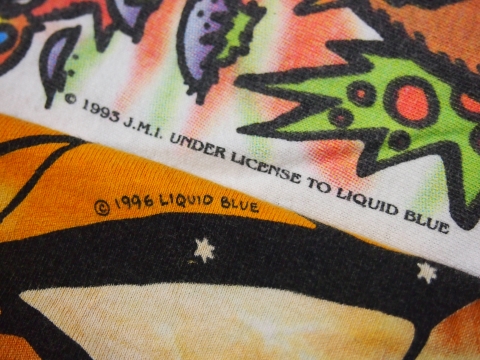 © 1993 J.M.I. UNDER LICENSE TO LIQUID BLUE
© 1996 LIQUID BLUE